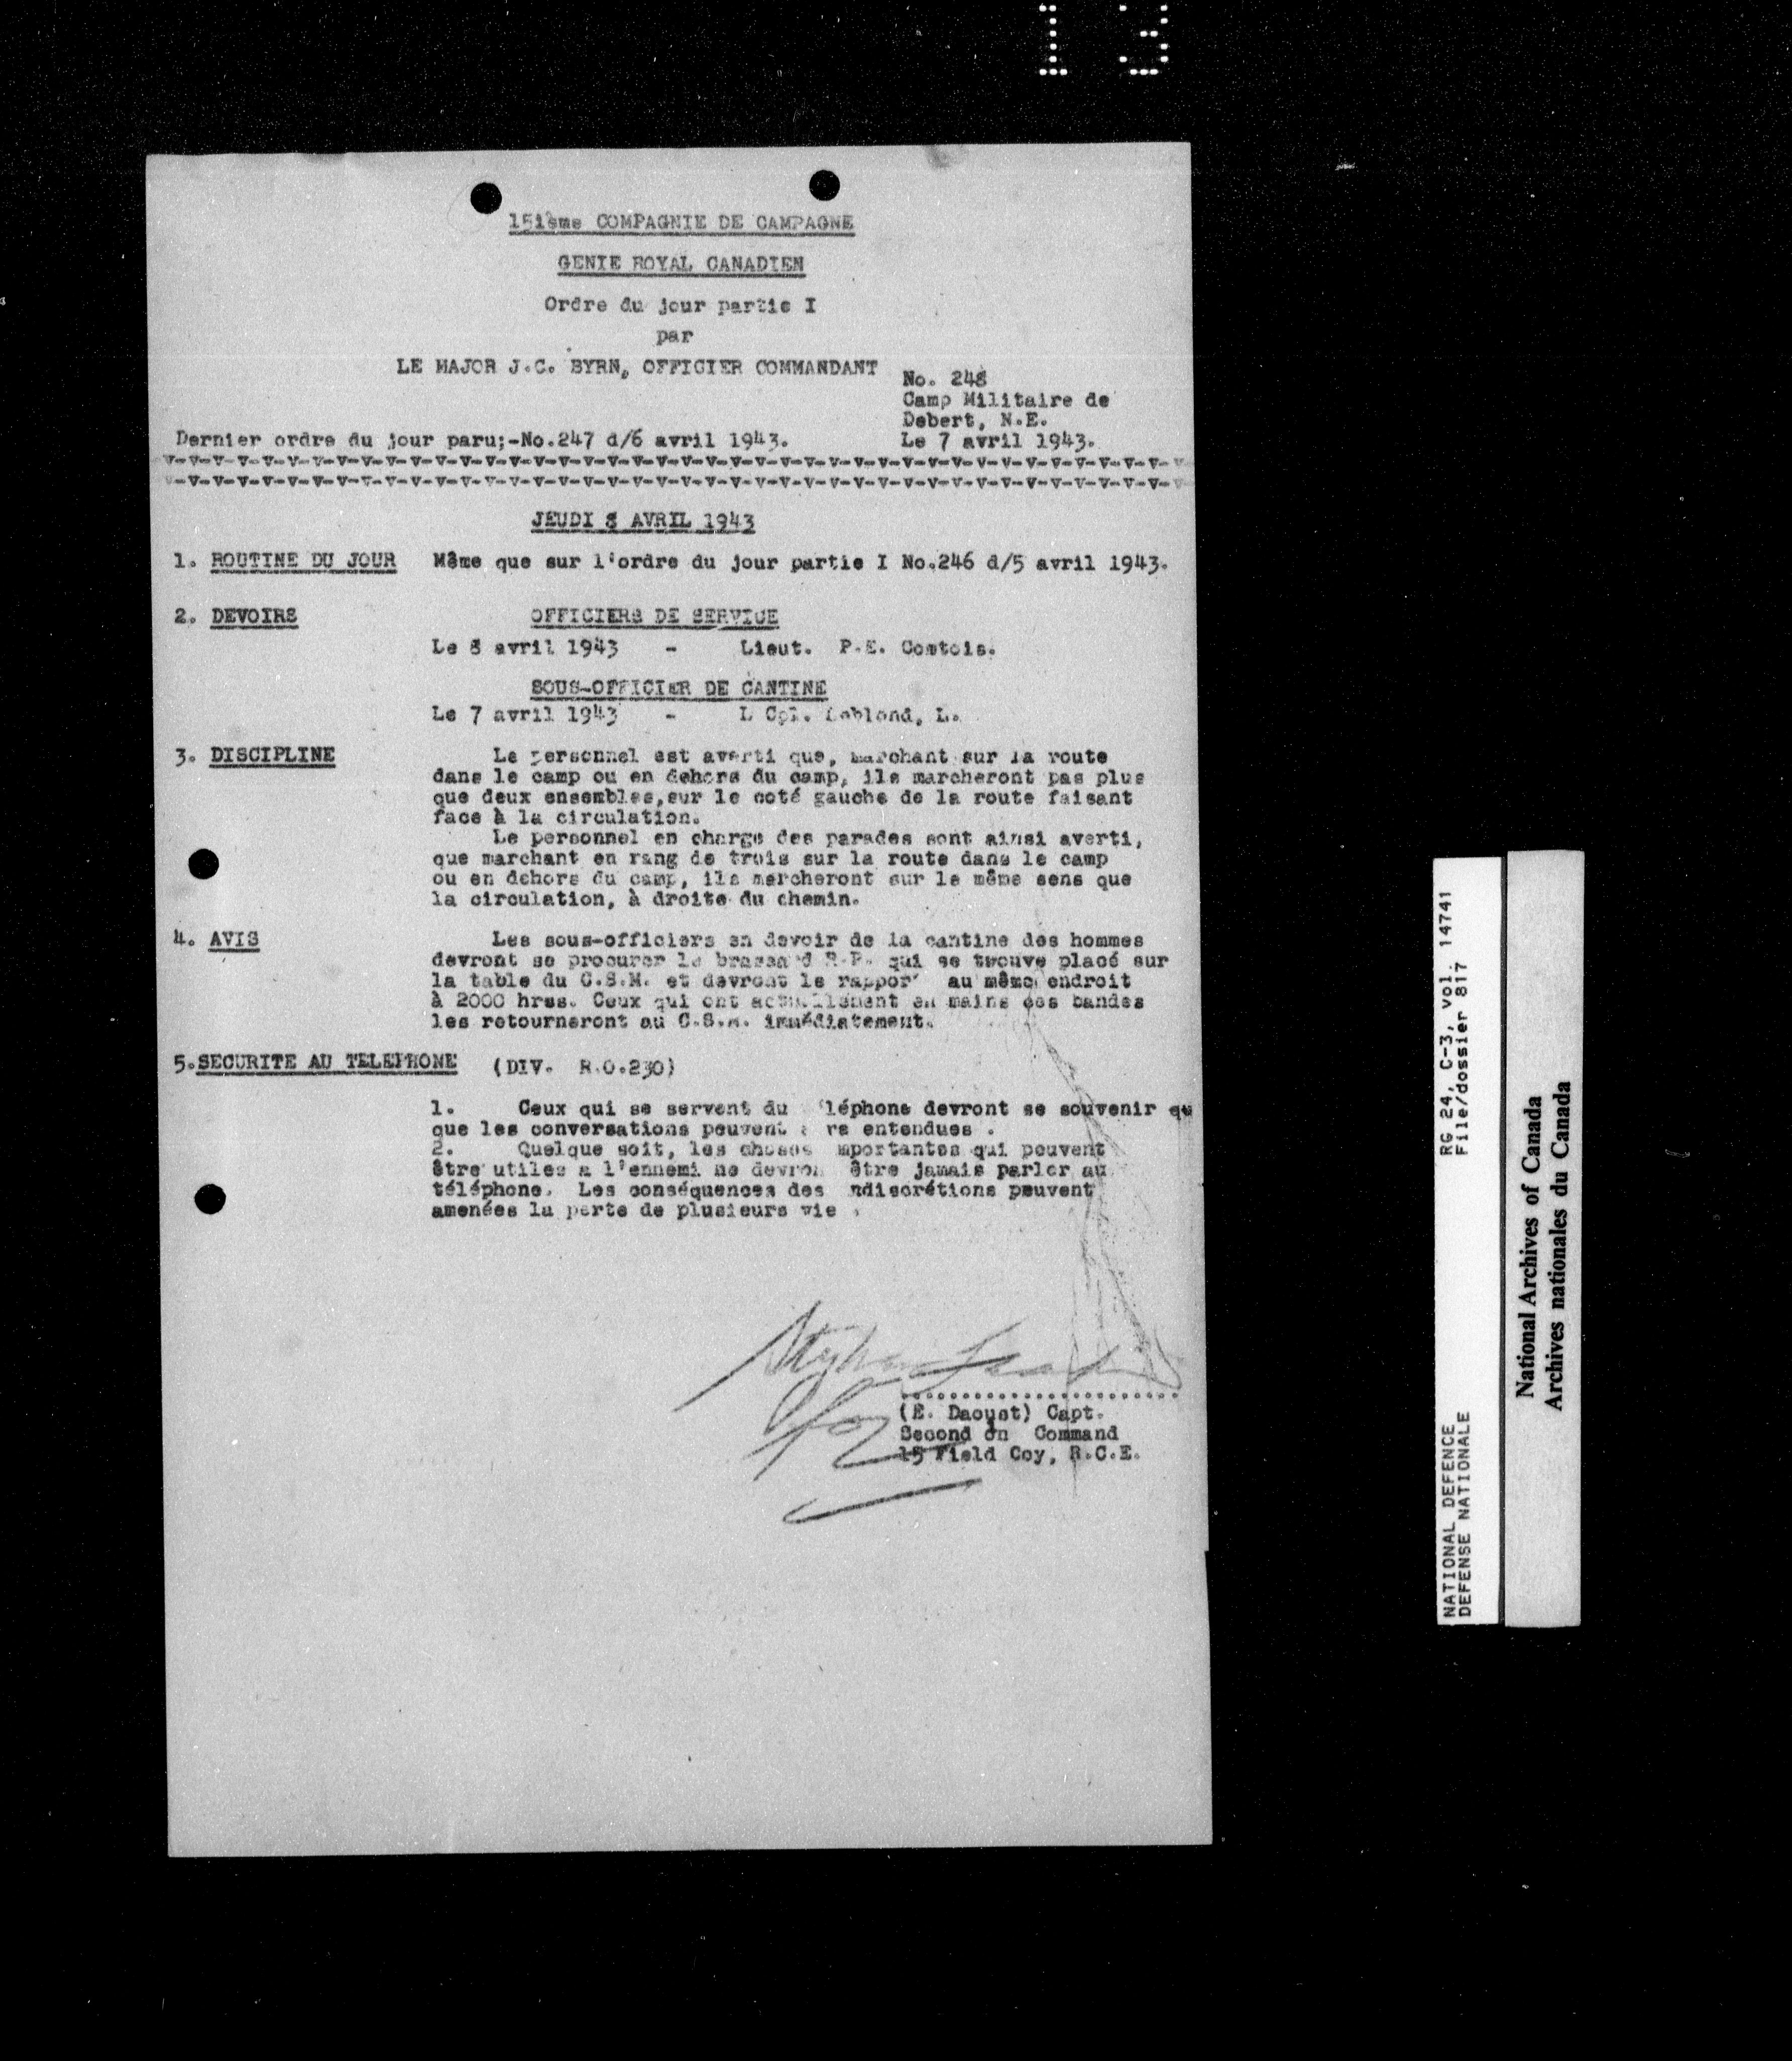 13
15ième COMPAGNIE DE CAMPAGNE
GENIE ROYAL CANADIEN
Ordre du jour partie I
par
LE MAJOR J.C. BYRN, OFFICIER COMMANDANT
No. 248
Camp Militaire de
Debert, N.E.
Dernier ordre du jour paru;-No.247 d/6 avril 1943. Le 7 avril 1943.
V-V-V-V-V-V-V-V-V-V-V-V-V-V-V-V-V-V-V-V-V-V-V-V-V-V-V-V-V-V-V-V-V-V-V-V-V-V-V-V-V-V
-V-V-V-V-V-V-V-V-V-V-V-V-V-V-V-V-V-V-V-V-V-V-V-V-V-V-V-V-V-V-V-V-V-V-V-V-V-V-V-V-V-V
JEUDI 8 AVRIL 1943
1. ROUTINE DU JOUR Même que sur l'ordre du jour partie I No.246 d/5 avril 1943.
2. DEVOIRS OFFICIERS DE SERVICE
Le 8 avril 1943 - Lieut. P.E. Comtois.
SOUS-OFFICIER DE CANTINE
Le 7 avril 1943 - L Cpl. Leblond, L.
3. DISCIPLINE Le personnel est averti que, marchant sur la route
dans le camp ou en dehors du camp, ils marcheront pas plus
que deux ensembles,sur le coté gauche de la route faisant
face à la circulation.
Le personnel en charge des parades sont ainsi averti,
que marchant en rang de trois sur la route dans le camp
ou en dehors du camp, ils marcheront sur le même sens que
la circulation, à droite du chemin.
4. AVIS Les sous-officiers en devoir de la cantine des hommes
devront se procurer le brassard R.P. qui se trouve placé sur
la table du C.S.M. et devront le rappor au même endroit
à 2000 hres. Ceux qui ont actuellement en mains ces bandes
les retourneront au C.S.M. immédiatement.
5.SECURITE AU TELEPHONE (DIV. R.O.230)
1. Ceux qui se servent du léphone devront se souvenir qu
que les conversations peuvent re entendues .
2. Quelque soit, les choses mportantes qui peuvent
être utiles a l'ennemi ne devron être jamais parler au
téléphone. Les conséquences des ndiscrétions peuvent
amenées la perte de plusieurs vie .
for
(E. Daoust) Capt.
Second in Command
15 Field Coy, R.C.E.
NATIONAL DEFENCE RG 24, C-3, vol. 14741
DEFENSE NATIONALE File/dossier 817
National Archives of Canada
Archives nationales du Canada